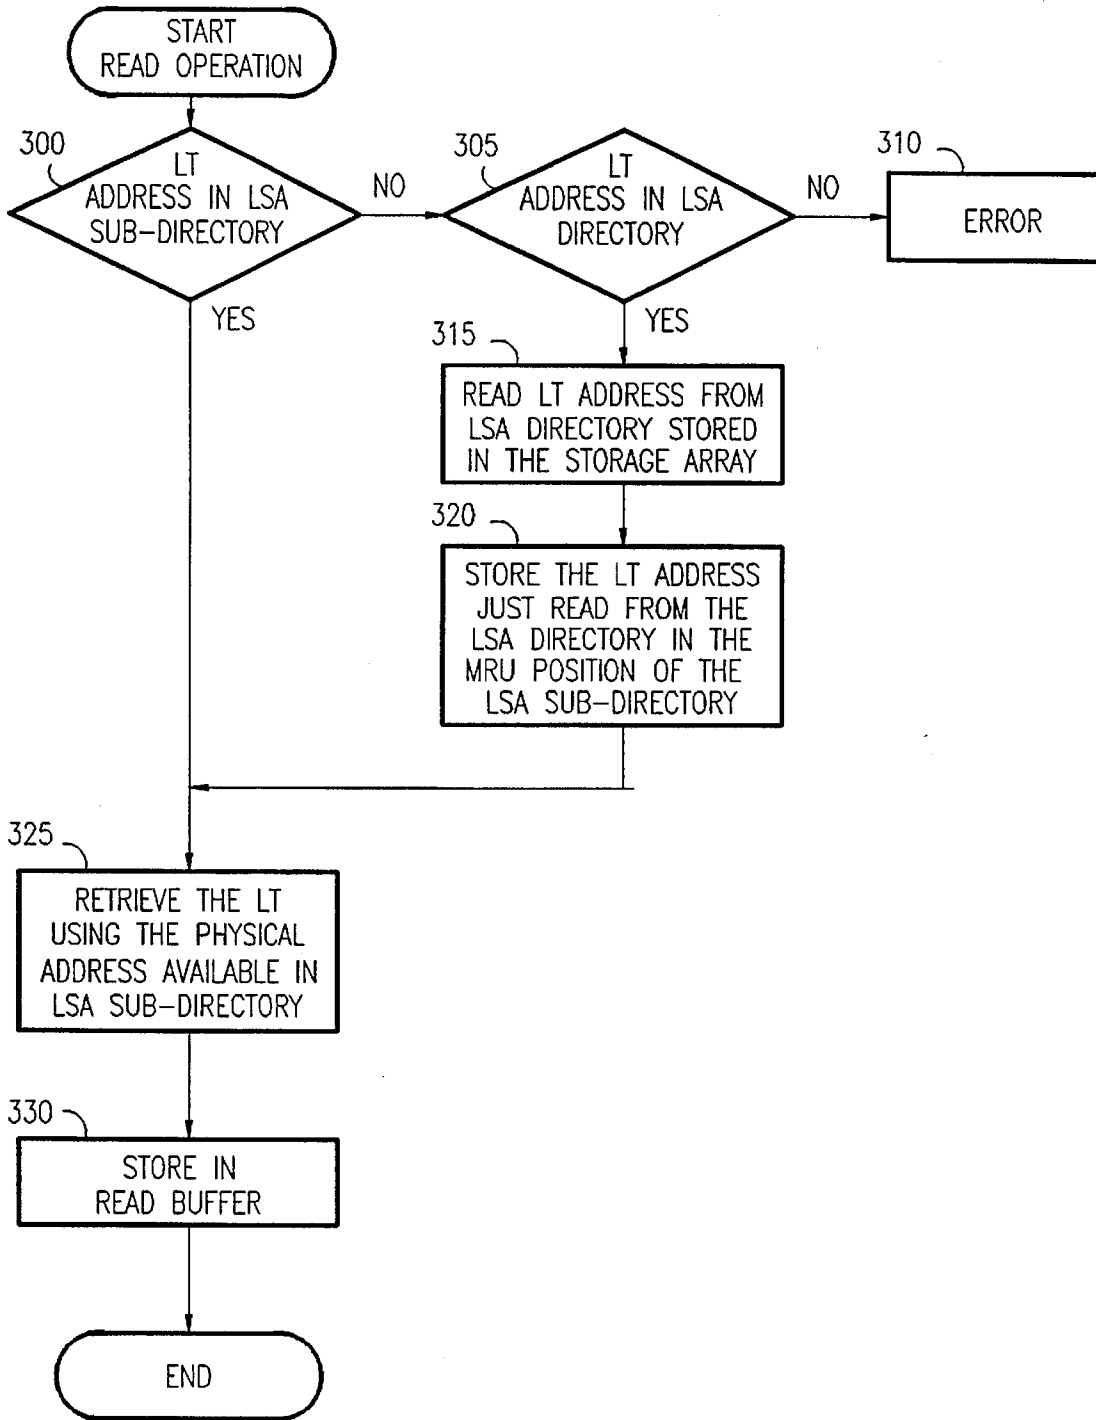 START
READ OPERATION
300
LT
ADDRESS IN LSA
SUB-DIRECTORY
NO
305
LT
ADDRESS IN LSA
DIRECTORY
NO
310
ERROR
YES
YES
315
READ LT ADDRESS FROM
LSA DIRECTORY STORED
IN THE STORAGE ARRAY
320
STORE THE LT ADDRESS
JUST READ FROM THE
LSA DIRECTORY IN THE
MRU POSITION OF THE
LSA SUB-DIRECTORY
325
RETRIEVE THE LT
USING THE PHYSICAL
ADDRESS AVAILABLE IN
LSA SUB-DIRECTORY
330
STORE IN
READ BUFFER
END